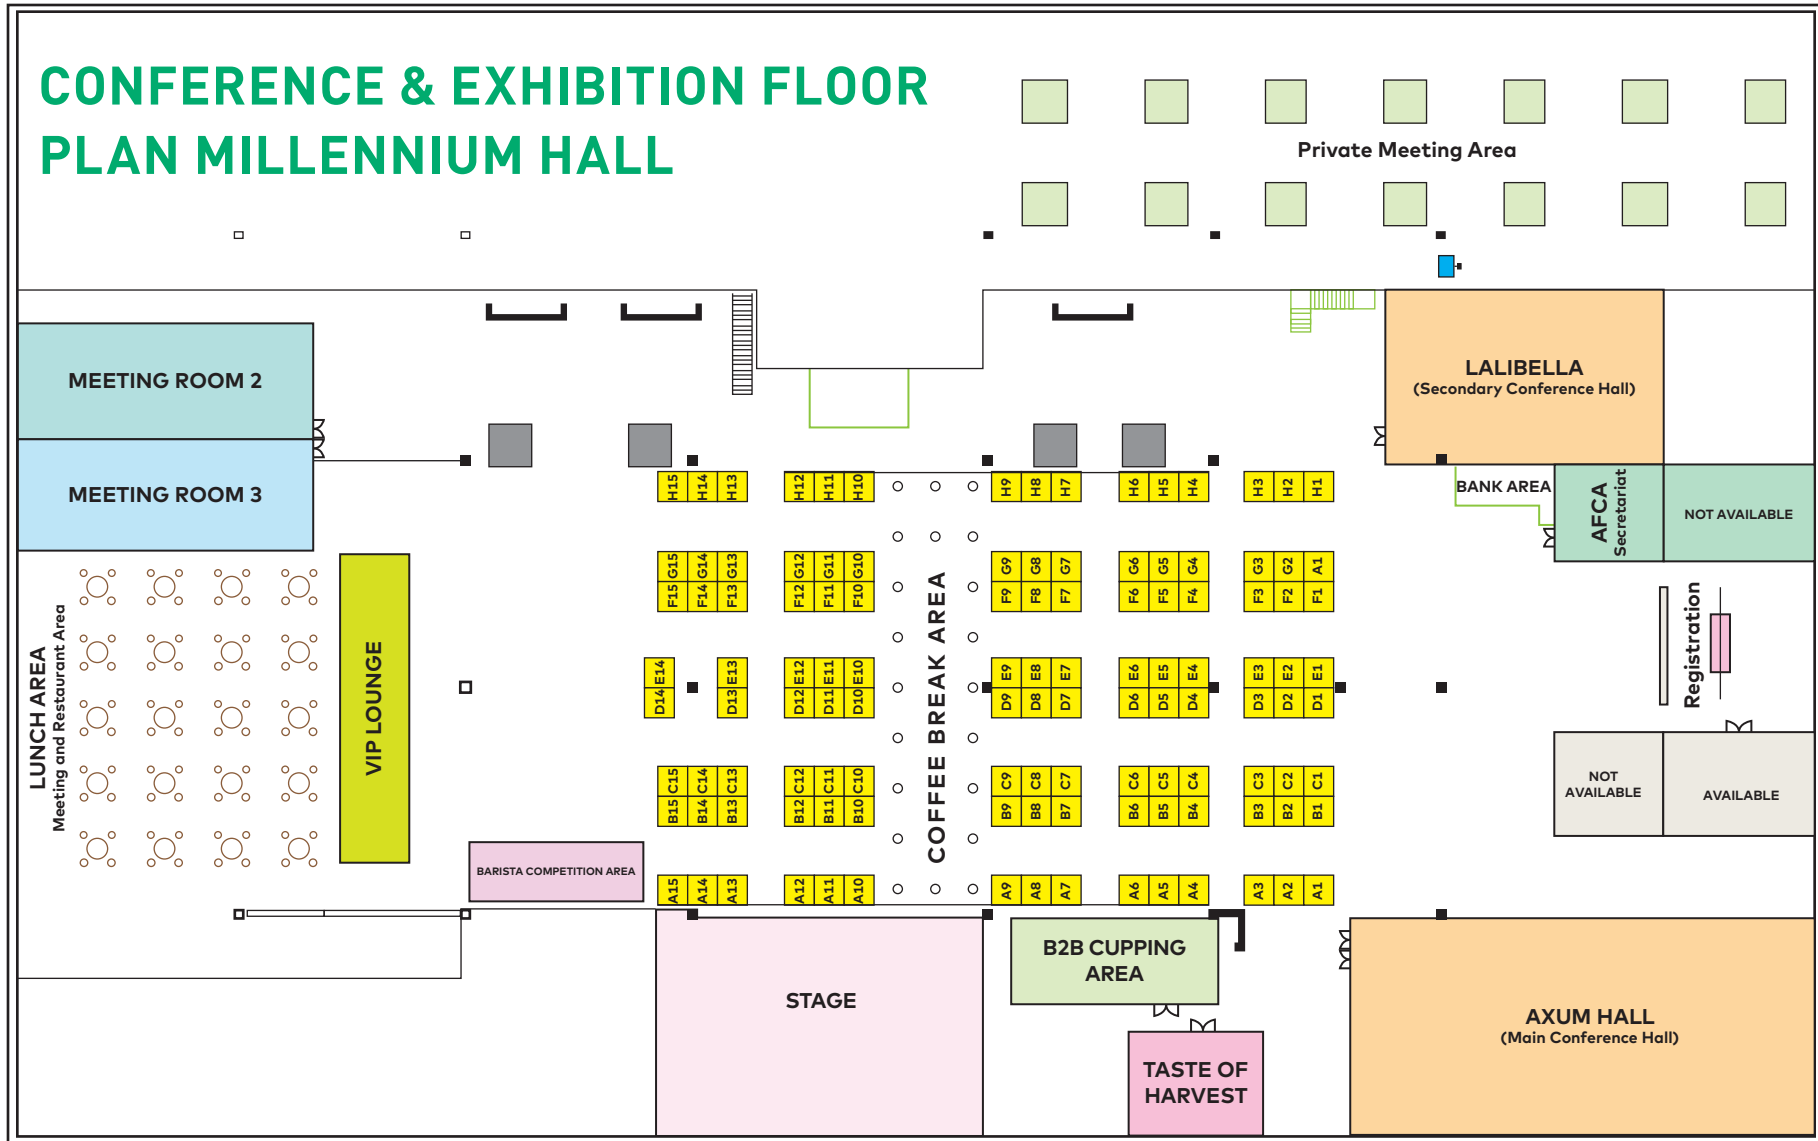 CONFERENCE & EXHIBITION FLOOR
PLAN MILLENNIUM HALL
Private Meeting Area
MEETING ROOM 2
MEETING ROOM 3
LALIBELLA
(Secondary Conference Hall)
BANK AREA
AFCA
Secretariat
NOT AVAILABLE
H15 H14 H13 H12 H11 H10 H9 H8 H7 H6 H5 H4 H3 H2 H1
G15 G14 G13 G12 G11 G10 G9 G8 G7 G6 G5 G4 G3 G2 A1
F15 F14 F13 F12 F11 F10 F9 F8 F7 F6 F5 F4 F3 F2 F1
E14 E13 E12 E11 E10 E9 E8 E7 E6 E5 E4 E3 E2 E1
D14 D13 D12 D11 D10 D9 D8 D7 D6 D5 D4 D3 D2 D1
C15 C14 C13 C12 C11 C10 C9 C8 C7 C6 C5 C4 C3 C2 C1
B15 B14 B13 B12 B11 B10 B9 B8 B7 B6 B5 B4 B3 B2 B1
A15 A14 A13 A12 A11 A10 A9 A8 A7 A6 A5 A4 A3 A2 A1
LUNCH AREA
Meeting and Restaurant Area
VIP LOUNGE
COFFEE BREAK AREA
Registration
NOT
AVAILABLE
AVAILABLE
BARISTA COMPETITION AREA
STAGE
B2B CUPPING
AREA
TASTE OF
HARVEST
AXUM HALL
(Main Conference Hall)